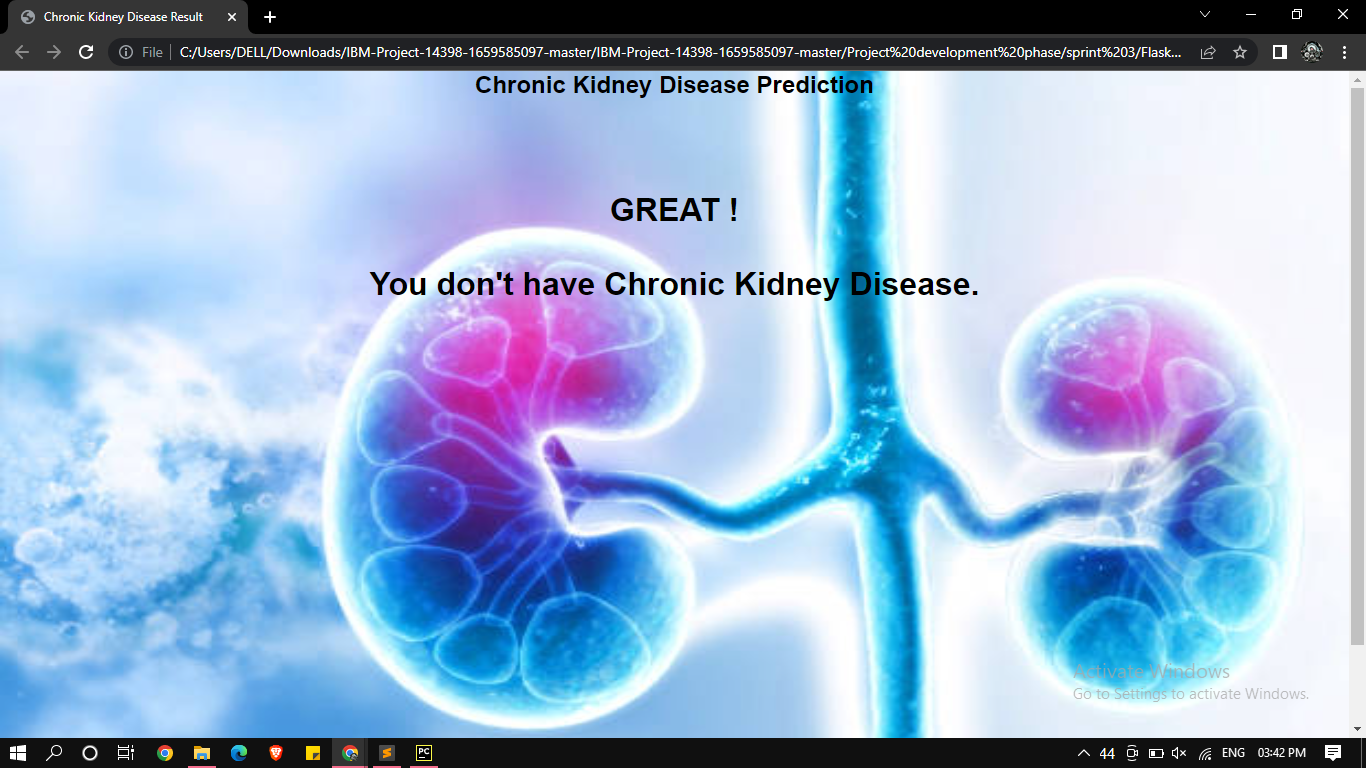 Chronic Kidney Disease Result
File
C:/Users/DELL/Downloads/IBM-Project-14398-1659585097-master/IBM-Project-14398-1659585097-master/Project%20development%20phase/sprint%203/Flask...
Chronic Kidney Disease Prediction
GREAT !
You don't have Chronic Kidney Disease.
Activate Windows
Go to Settings to activate Windows.
PC
44
ENG
03:42 PM